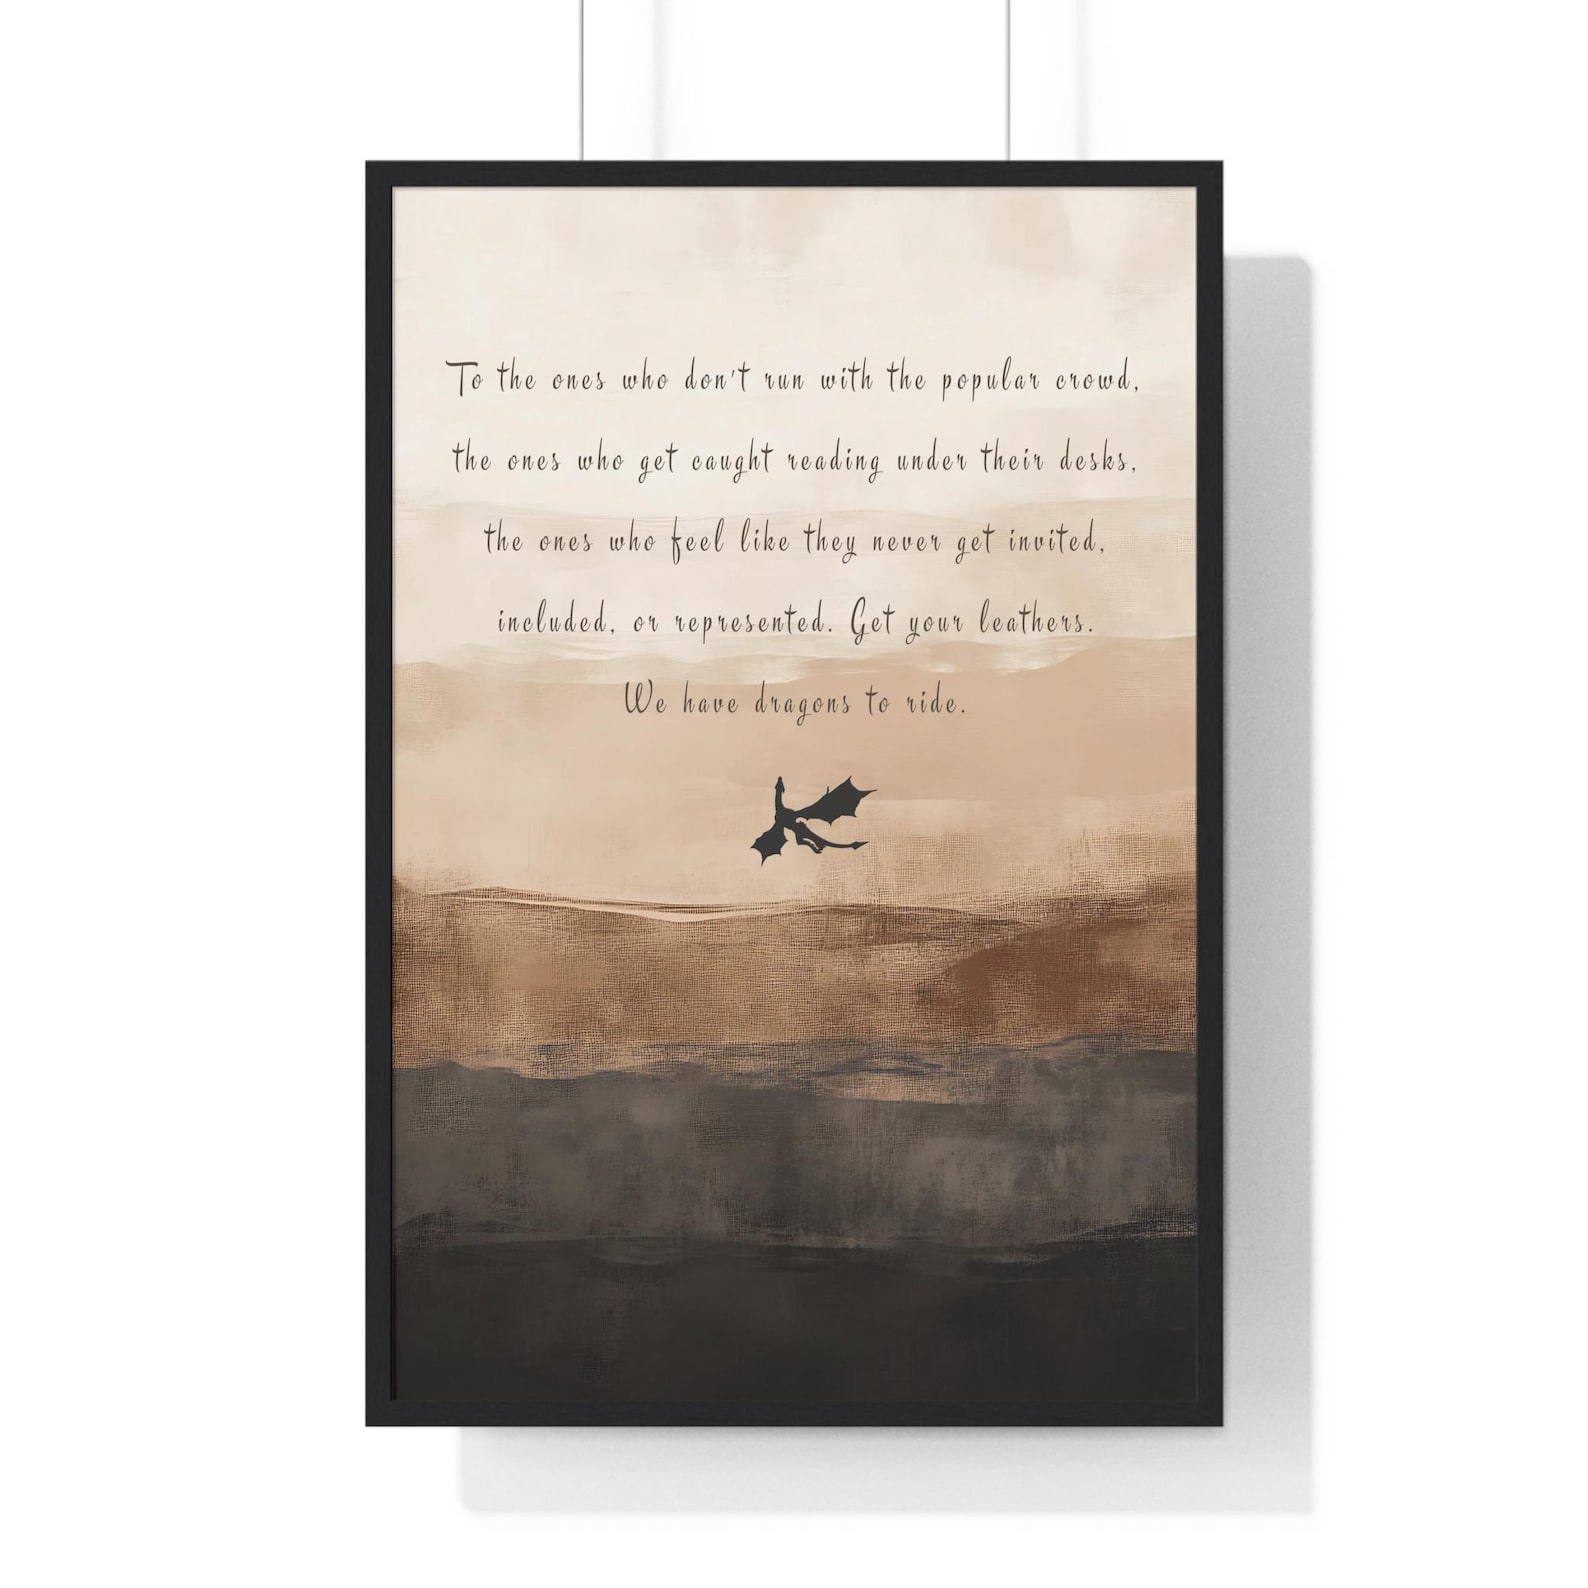 To the ones who don't run with the popular crowd,
the ones who get caught reading under their desks,
the ones who feel like they never get invited,
included, or represented. Get your leathers.
We have dragons to ride.